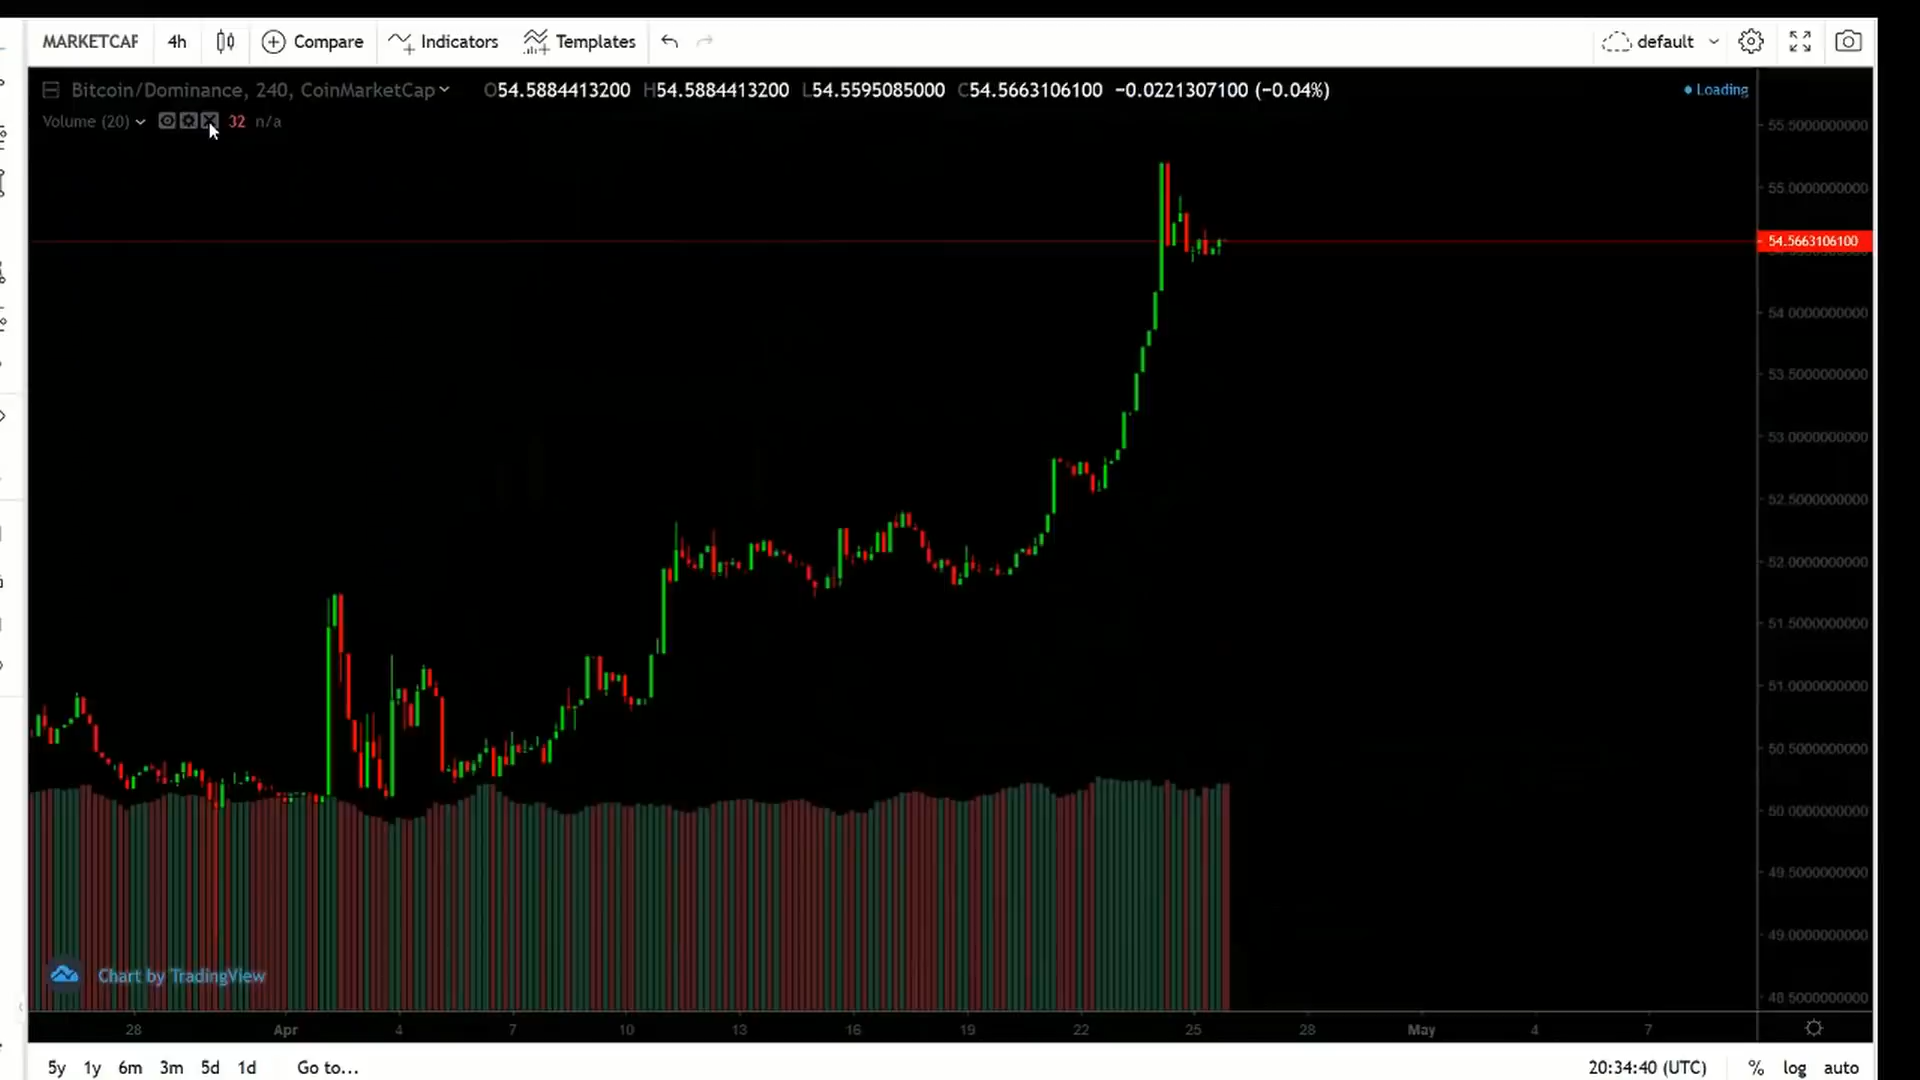 MARKETCAP 4h Compare Indicators Templates default
Bitcoin/Dominance, 240, CoinMarketCap O54.5884413200 H54.5884413200 L54.5595085000 C54.5663106100 −0.0221307100 (−0.04%) Loading
Volume (20) 32 n/a
55.5000000000
55.0000000000
54.5663106100
54.0000000000
53.5000000000
53.0000000000
52.5000000000
52.0000000000
51.5000000000
51.0000000000
50.5000000000
50.0000000000
49.5000000000
49.0000000000
48.5000000000
Chart by TradingView
28 Apr 4 7 10 13 16 19 22 25 28 May 4 7
5y 1y 6m 3m 5d 1d Go to... 20:34:40 (UTC) % log auto